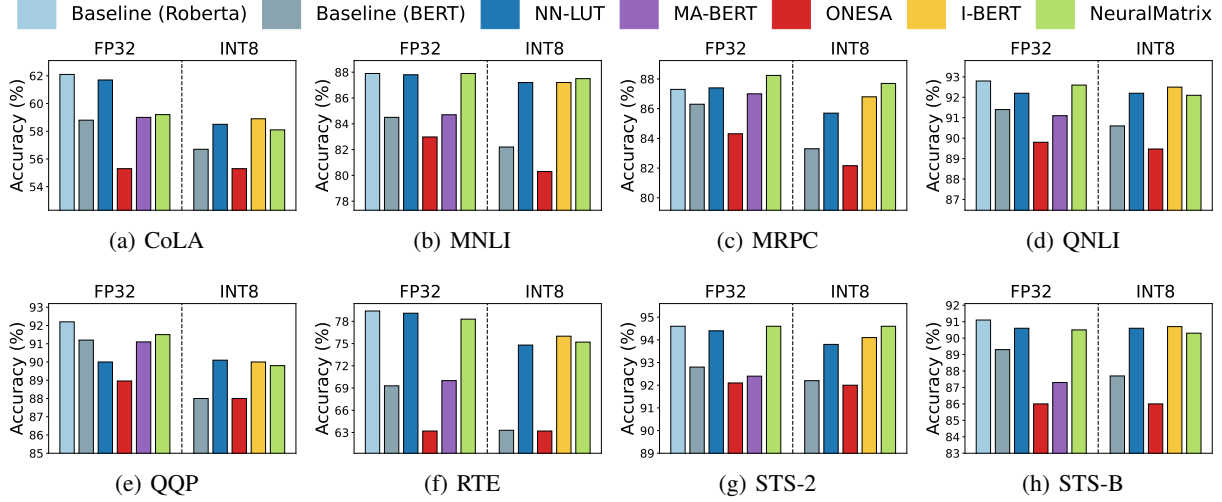 Baseline (Roberta) Baseline (BERT) NN-LUT MA-BERT ONESA I-BERT NeuralMatrix
FP32 INT8
Accuracy (%)
62
60
58
56
54
(a) CoLA
FP32 INT8
Accuracy (%)
88
86
84
82
80
78
(b) MNLI
FP32 INT8
Accuracy (%)
88
86
84
82
80
(c) MRPC
FP32 INT8
Accuracy (%)
93
92
91
90
89
88
87
(d) QNLI
FP32 INT8
Accuracy (%)
93
92
91
90
89
88
87
86
85
(e) QQP
FP32 INT8
Accuracy (%)
78
75
72
69
66
63
(f) RTE
FP32 INT8
Accuracy (%)
95
94
93
92
91
90
89
(g) STS-2
FP32 INT8
Accuracy (%)
91
90
89
88
87
86
85
84
83
(h) STS-B